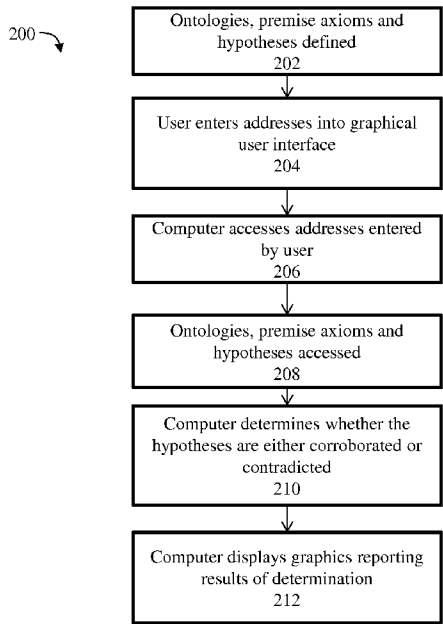 200
Ontologies, premise axioms and
hypotheses defined
202
User enters addresses into graphical
user interface
204
Computer accesses addresses entered
by user
206
Ontologies, premise axioms and
hypotheses accessed
208
Computer determines whether the
hypotheses are either corroborated or
contradicted
210
Computer displays graphics reporting
results of determination
212